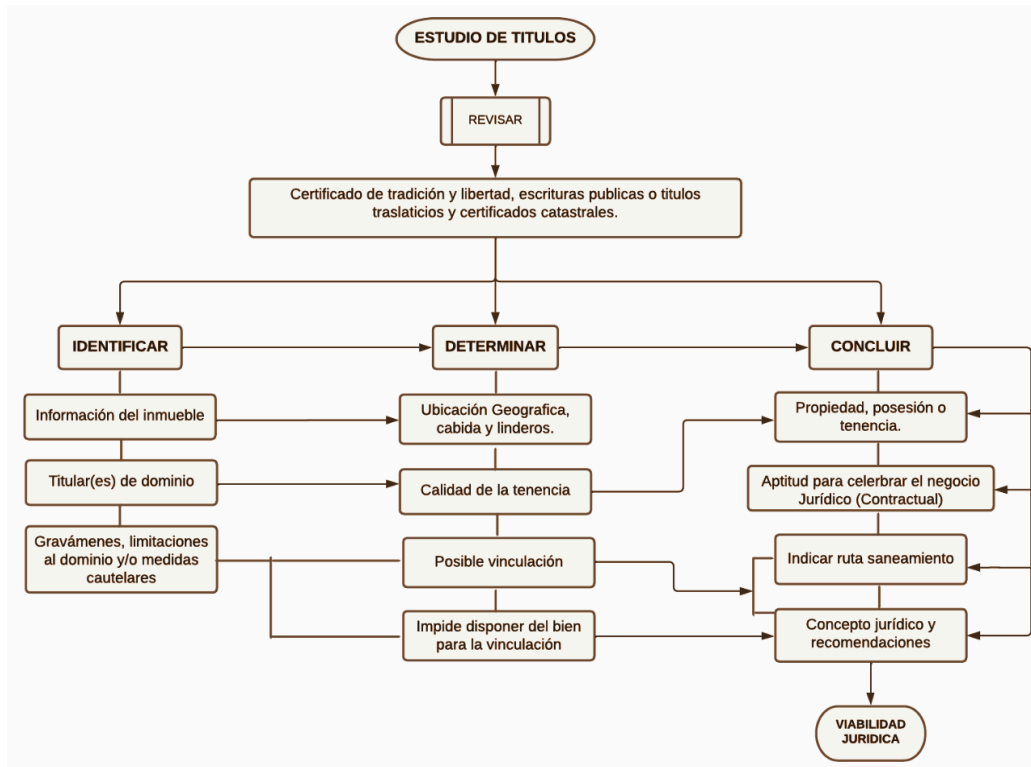 ESTUDIO DE TITULOS
REVISAR
Certificado de tradición y libertad, escrituras publicas o titulos
traslaticios y certificados catastrales.
IDENTIFICAR
DETERMINAR
CONCLUIR
Información del inmueble
Ubicación Geografica,
cabida y linderos.
Propiedad, posesión o
tenencia.
Titular(es) de dominio
Calidad de la tenencia
Aptitud para celerbrar el negocio
Jurídico (Contractual)
Gravámenes, limitaciones
al dominio y/o medidas
cautelares
Posible vinculación
Indicar ruta saneamiento
Impide disponer del bien
para la vinculación
Concepto jurídico y
recomendaciones
VIABILIDAD
JURIDICA